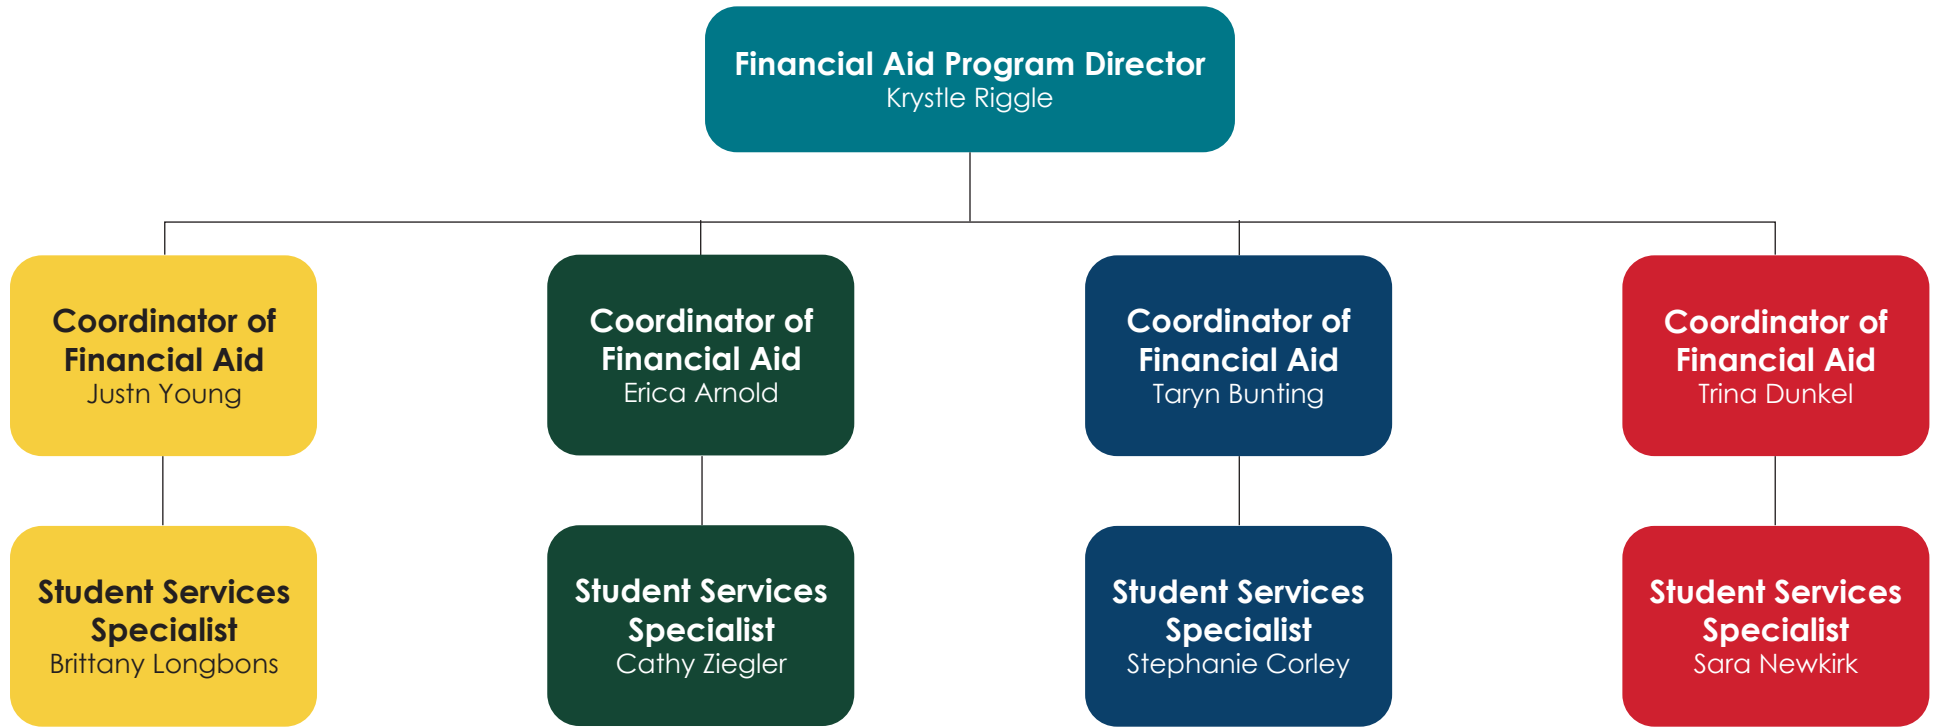 Financial Aid Program Director
Krystle Riggle
Coordinator of
Financial Aid
Justn Young
Coordinator of
Financial Aid
Erica Arnold
Coordinator of
Financial Aid
Taryn Bunting
Coordinator of
Financial Aid
Trina Dunkel
Student Services
Specialist
Brittany Longbons
Student Services
Specialist
Cathy Ziegler
Student Services
Specialist
Stephanie Corley
Student Services
Specialist
Sara Newkirk